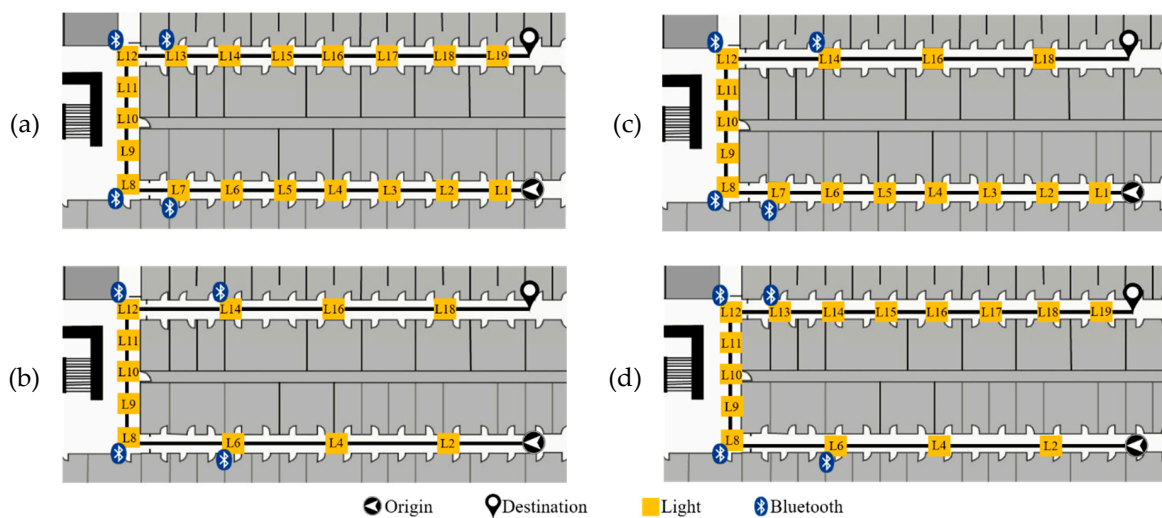 (a)
L12 L13 L14 L15 L16 L17 L18 L19
L11
L10
L9
L8 L7 L6 L5 L4 L3 L2 L1
(c)
L12 L14 L16 L18
L11
L10
L9
L8 L7 L6 L5 L4 L3 L2 L1
(b)
L12 L14 L16 L18
L11
L10
L9
L8 L6 L4 L2
(d)
L12 L13 L14 L15 L16 L17 L18 L19
L11
L10
L9
L8 L6 L4 L2
Origin Destination Light Bluetooth